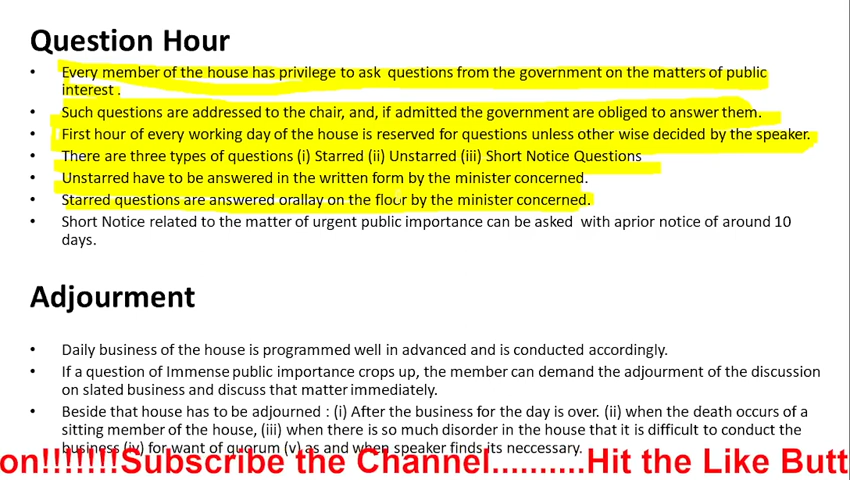 Question Hour
• Every member of the house has privilege to ask questions from the government on the matters of public
interest .
• Such questions are addressed to the chair, and, if admitted the government are obliged to answer them.
• First hour of every working day of the house is reserved for questions unless other wise decided by the speaker.
• There are three types of questions (i) Starred (ii) Unstarred (iii) Short Notice Questions
• Unstarred have to be answered in the written form by the minister concerned.
• Starred questions are answered orallay on the floor by the minister concerned.
• Short Notice related to the matter of urgent public importance can be asked with aprior notice of around 10
days.
Adjourment
• Daily business of the house is programmed well in advanced and is conducted accordingly.
• If a question of Immense public importance crops up, the member can demand the adjourment of the discussion
on slated business and discuss that matter immediately.
• Beside that house has to be adjourned : (i) After the business for the day is over. (ii) when the death occurs of a
sitting member of the house, (iii) when there is so much disorder in the house that it is difficult to conduct the
business (iv) for want of quorum (v) as and when speaker finds its neccessary.
on!!!!!!!Subscribe the Channel..........Hit the Like Butt